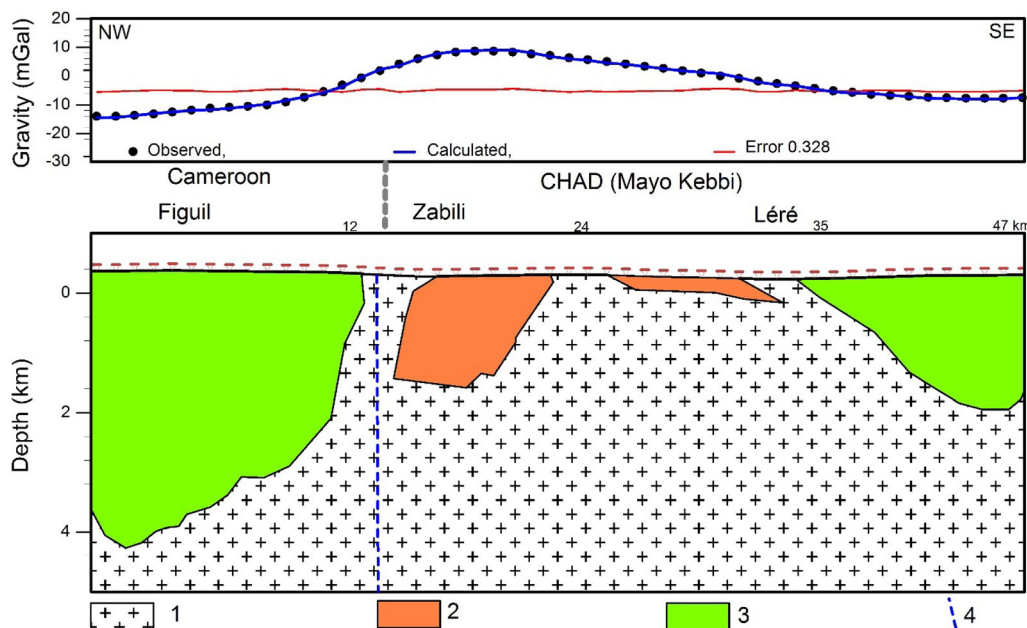 20
NW SE
10
0
-10
-20
-30
Gravity (mGal)
Observed, Calculated, Error 0.328
Cameroon CHAD (Mayo Kebbi)
Figuil Zabili Léré
12 24 35 47 km
0
2
4
Depth (km)
1 2 3 4